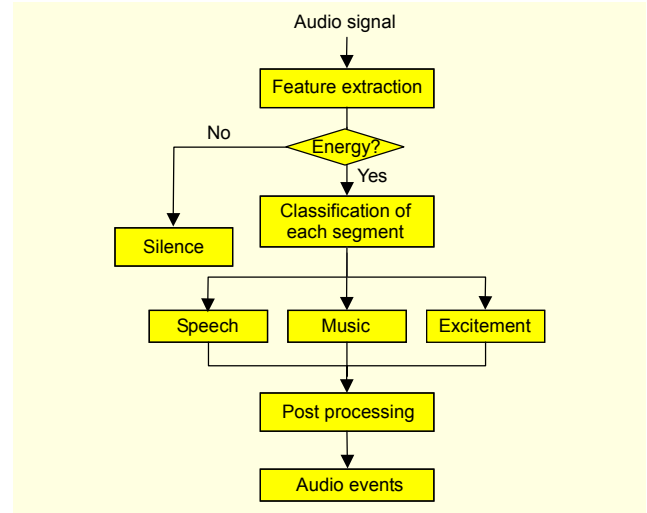 Audio signal
Feature extraction
No
Energy?
Yes
Classification of
each segment
Silence
Speech
Music
Excitement
Post processing
Audio events